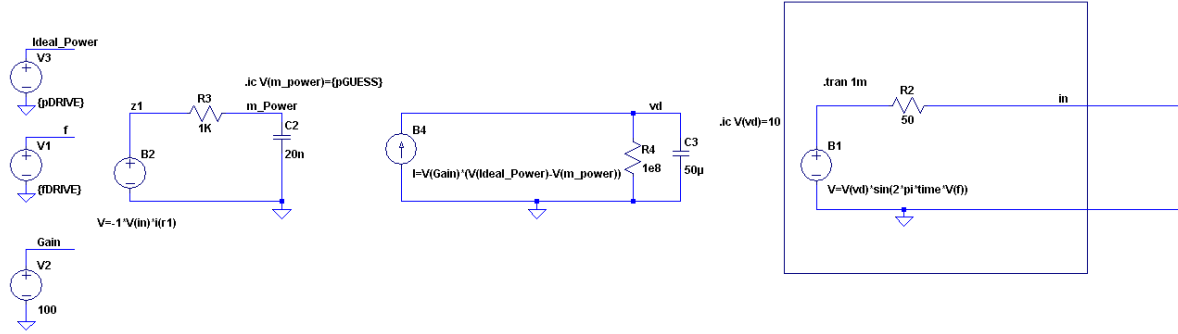 Ideal_Power
V3
{pDRIVE}
f
V1
{fDRIVE}
Gain
V2
100
z1
R3
1K
.ic V(m_power)={pGUESS}
m_Power
C2
20n
B2
V=-1*V(in)*i(r1)
B4
I=V(Gain)*(V(Ideal_Power)-V(m_power))
vd
R4
1e8
C3
50µ
.ic V(vd)=10
.tran 1m
R2
50
in
B1
V=V(vd)*sin(2*pi*time*V(f))